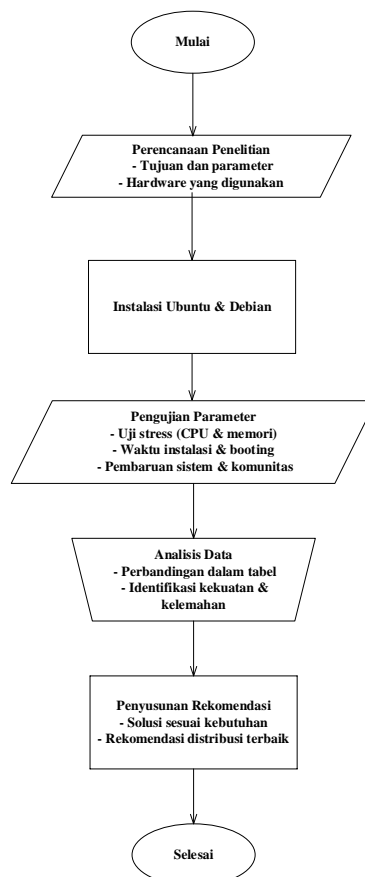 Mulai
Perencanaan Penelitian
- Tujuan dan parameter
- Hardware yang digunakan
Instalasi Ubuntu & Debian
Pengujian Parameter
- Uji stress (CPU & memori)
- Waktu instalasi & booting
- Pembaruan sistem & komunitas
Analisis Data
- Perbandingan dalam tabel
- Identifikasi kekuatan &
kelemahan
Penyusunan Rekomendasi
- Solusi sesuai kebutuhan
- Rekomendasi distribusi terbaik
Selesai